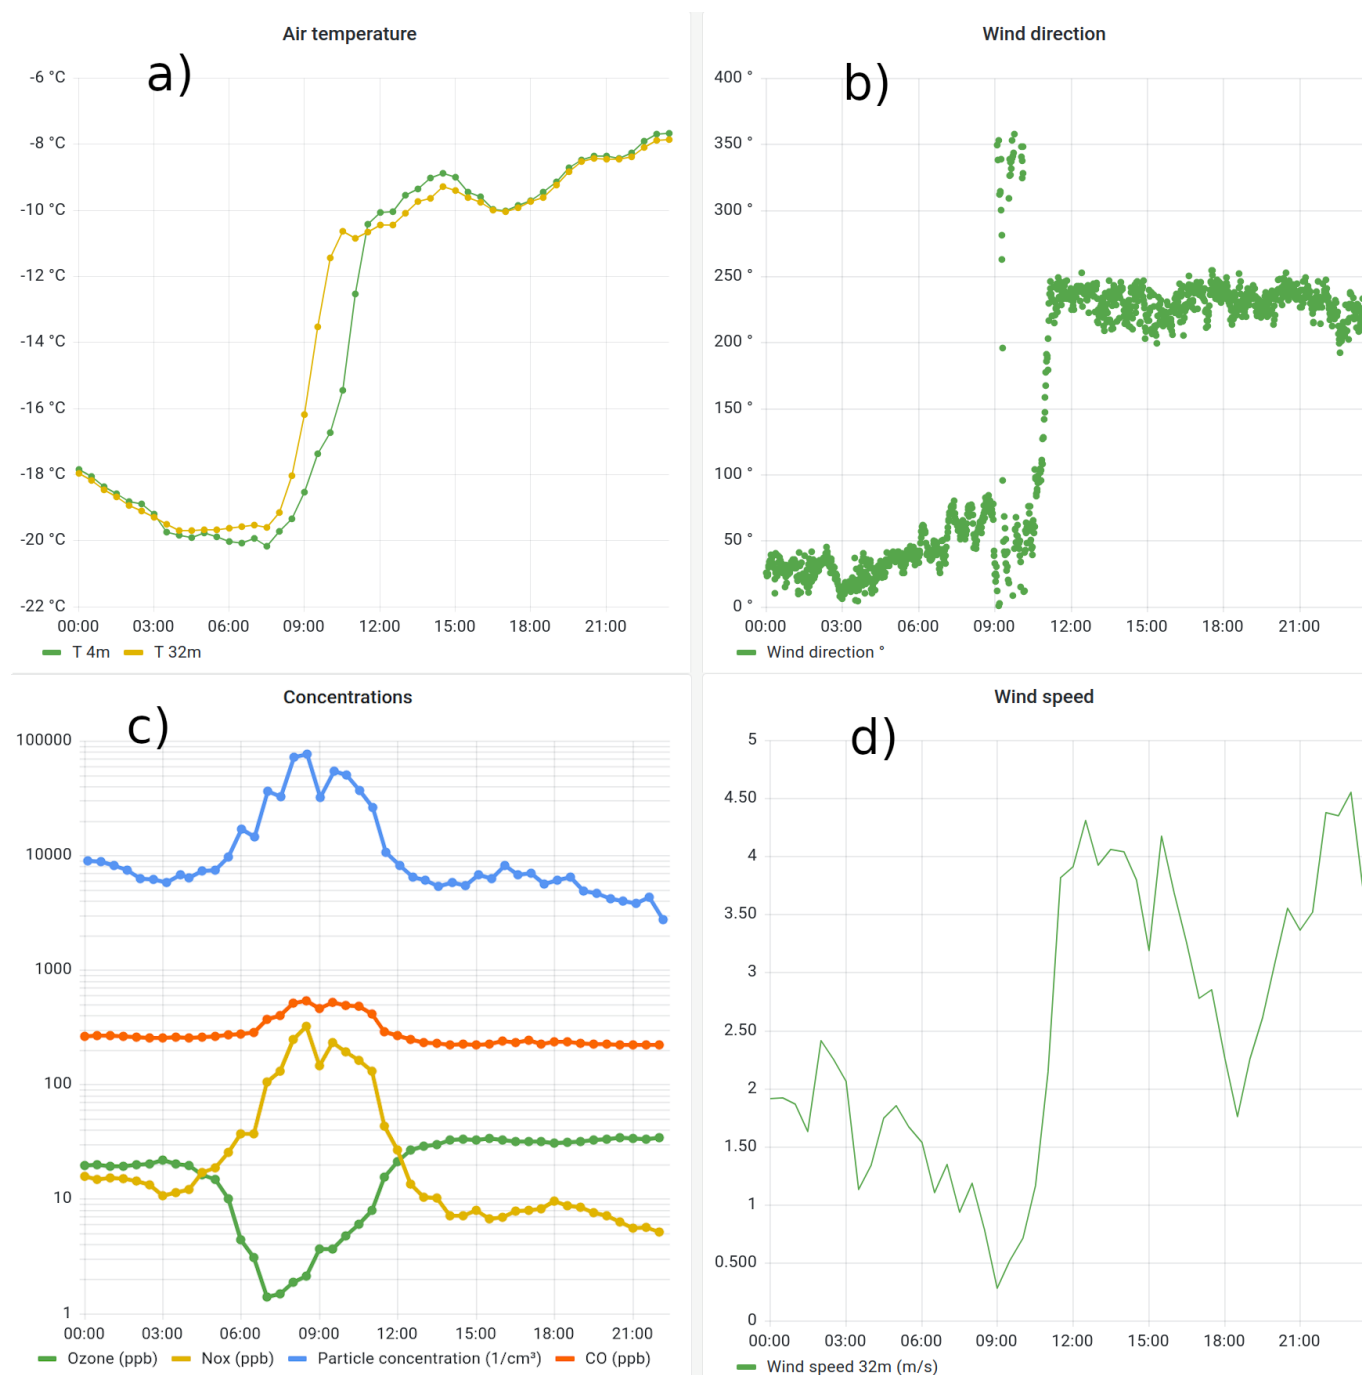 Air temperature
a)
-6 °C
-8 °C
-10 °C
-12 °C
-14 °C
-16 °C
-18 °C
-20 °C
-22 °C
00:00 03:00 06:00 09:00 12:00 15:00 18:00 21:00
T 4m T 32m
Wind direction
b)
400 °
350 °
300 °
250 °
200 °
150 °
100 °
50 °
0 °
00:00 03:00 06:00 09:00 12:00 15:00 18:00 21:00
Wind direction °
Concentrations
c)
100000
10000
1000
100
10
1
00:00 03:00 06:00 09:00 12:00 15:00 18:00 21:00
Ozone (ppb) Nox (ppb) Particle concentration (1/cm³) CO (ppb)
Wind speed
d)
5
4.50
4
3.50
3
2.50
2
1.50
1
0.500
0
00:00 03:00 06:00 09:00 12:00 15:00 18:00 21:00
Wind speed 32m (m/s)